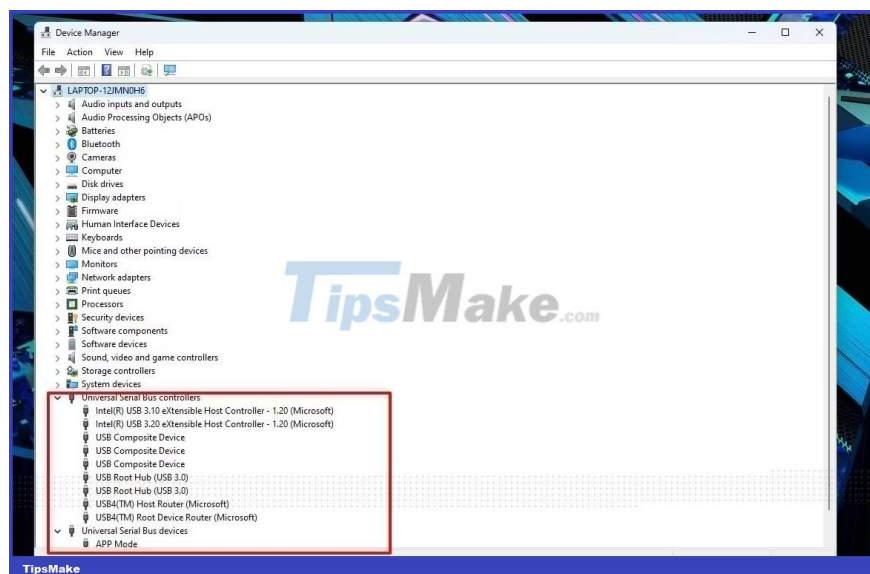 Device Manager
File Action View Help
LAPTOP-12JMN0H6
Audio inputs and outputs
Audio Processing Objects (APOs)
Batteries
Bluetooth
Cameras
Computer
Disk drives
Display adapters
Firmware
Human Interface Devices
Keyboards
Mice and other pointing devices
Monitors
Network adapters
Print queues
Processors
Security devices
Software components
Software devices
Sound, video and game controllers
Storage controllers
System devices
Universal Serial Bus controllers
Intel(R) USB 3.10 eXtensible Host Controller - 1.20 (Microsoft)
Intel(R) USB 3.20 eXtensible Host Controller - 1.20 (Microsoft)
USB Composite Device
USB Composite Device
USB Composite Device
USB Root Hub (USB 3.0)
USB Root Hub (USB 3.0)
USB4(TM) Host Router (Microsoft)
USB4(TM) Root Device Router (Microsoft)
Universal Serial Bus devices
APP Mode
TipsMake.com
TipsMake